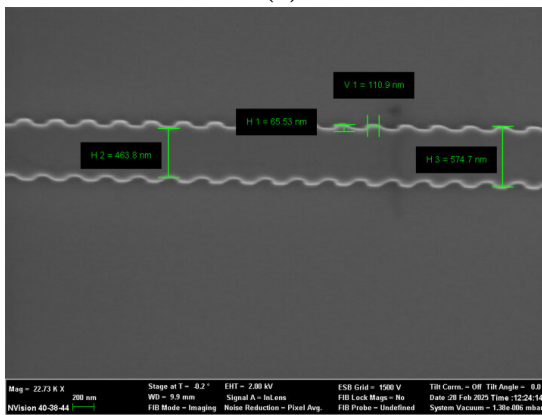 V 1 = 110.9 nm
H 1 = 65.53 nm
H 2 = 463.8 nm
H 3 = 574.7 nm
Mag = 22.73 K X
200 nm
NVision 40-38-44
Stage at T = -0.2 °
WD = 9.9 mm
FIB Mode = Imaging
EHT = 2.00 kV
Signal A = InLens
Noise Reduction = Pixel Avg.
ESB Grid = 1500 V
FIB Lock Mags = No
FIB Probe = Undefined
Tilt Corrn. = Off Tilt Angle = 0.0
Date :28 Feb 2025 Time :12:24:14
System Vacuum = 1.38e-006 mbar